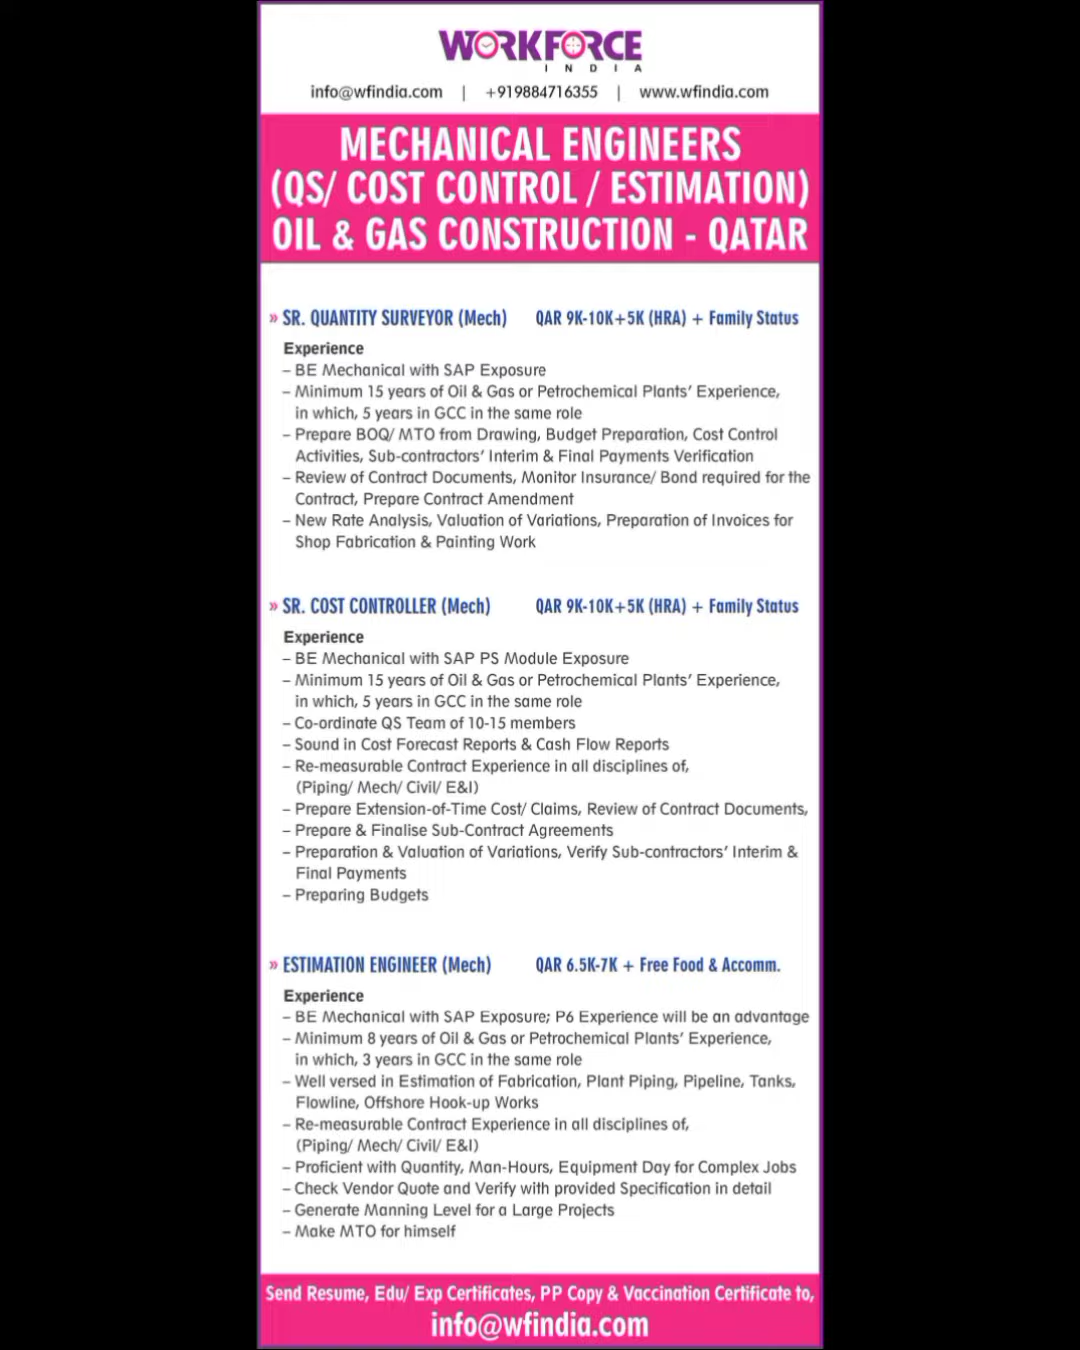 WORKFORCE
INDIA
info@wfindia.com | +919884716355 | www.wfindia.com
MECHANICAL ENGINEERS
(QS/ COST CONTROL / ESTIMATION)
OIL & GAS CONSTRUCTION - QATAR
» SR. QUANTITY SURVEYOR (Mech) QAR 9K-10K+5K (HRA) + Family Status
Experience
– BE Mechanical with SAP Exposure
– Minimum 15 years of Oil & Gas or Petrochemical Plants' Experience,
in which, 5 years in GCC in the same role
– Prepare BOQ/ MTO from Drawing, Budget Preparation, Cost Control
Activities, Sub-contractors' Interim & Final Payments Verification
– Review of Contract Documents, Monitor Insurance/ Bond required for the
Contract, Prepare Contract Amendment
– New Rate Analysis, Valuation of Variations, Preparation of Invoices for
Shop Fabrication & Painting Work
» SR. COST CONTROLLER (Mech) QAR 9K-10K+5K (HRA) + Family Status
Experience
– BE Mechanical with SAP PS Module Exposure
– Minimum 15 years of Oil & Gas or Petrochemical Plants' Experience,
in which, 5 years in GCC in the same role
– Co-ordinate QS Team of 10-15 members
– Sound in Cost Forecast Reports & Cash Flow Reports
– Re-measurable Contract Experience in all disciplines of,
(Piping/ Mech/ Civil/ E&I)
– Prepare Extension-of-Time Cost/ Claims, Review of Contract Documents,
– Prepare & Finalise Sub-Contract Agreements
– Preparation & Valuation of Variations, Verify Sub-contractors' Interim &
Final Payments
– Preparing Budgets
» ESTIMATION ENGINEER (Mech) QAR 6.5K-7K + Free Food & Accomm.
Experience
– BE Mechanical with SAP Exposure; P6 Experience will be an advantage
– Minimum 8 years of Oil & Gas or Petrochemical Plants' Experience,
in which, 3 years in GCC in the same role
– Well versed in Estimation of Fabrication, Plant Piping, Pipeline, Tanks,
Flowline, Offshore Hook-up Works
– Re-measurable Contract Experience in all disciplines of,
(Piping/ Mech/ Civil/ E&I)
– Proficient with Quantity, Man-Hours, Equipment Day for Complex Jobs
– Check Vendor Quote and Verify with provided Specification in detail
– Generate Manning Level for a Large Projects
– Make MTO for himself
Send Resume, Edu/ Exp Certificates, PP Copy & Vaccination Certificate to,
info@wfindia.com